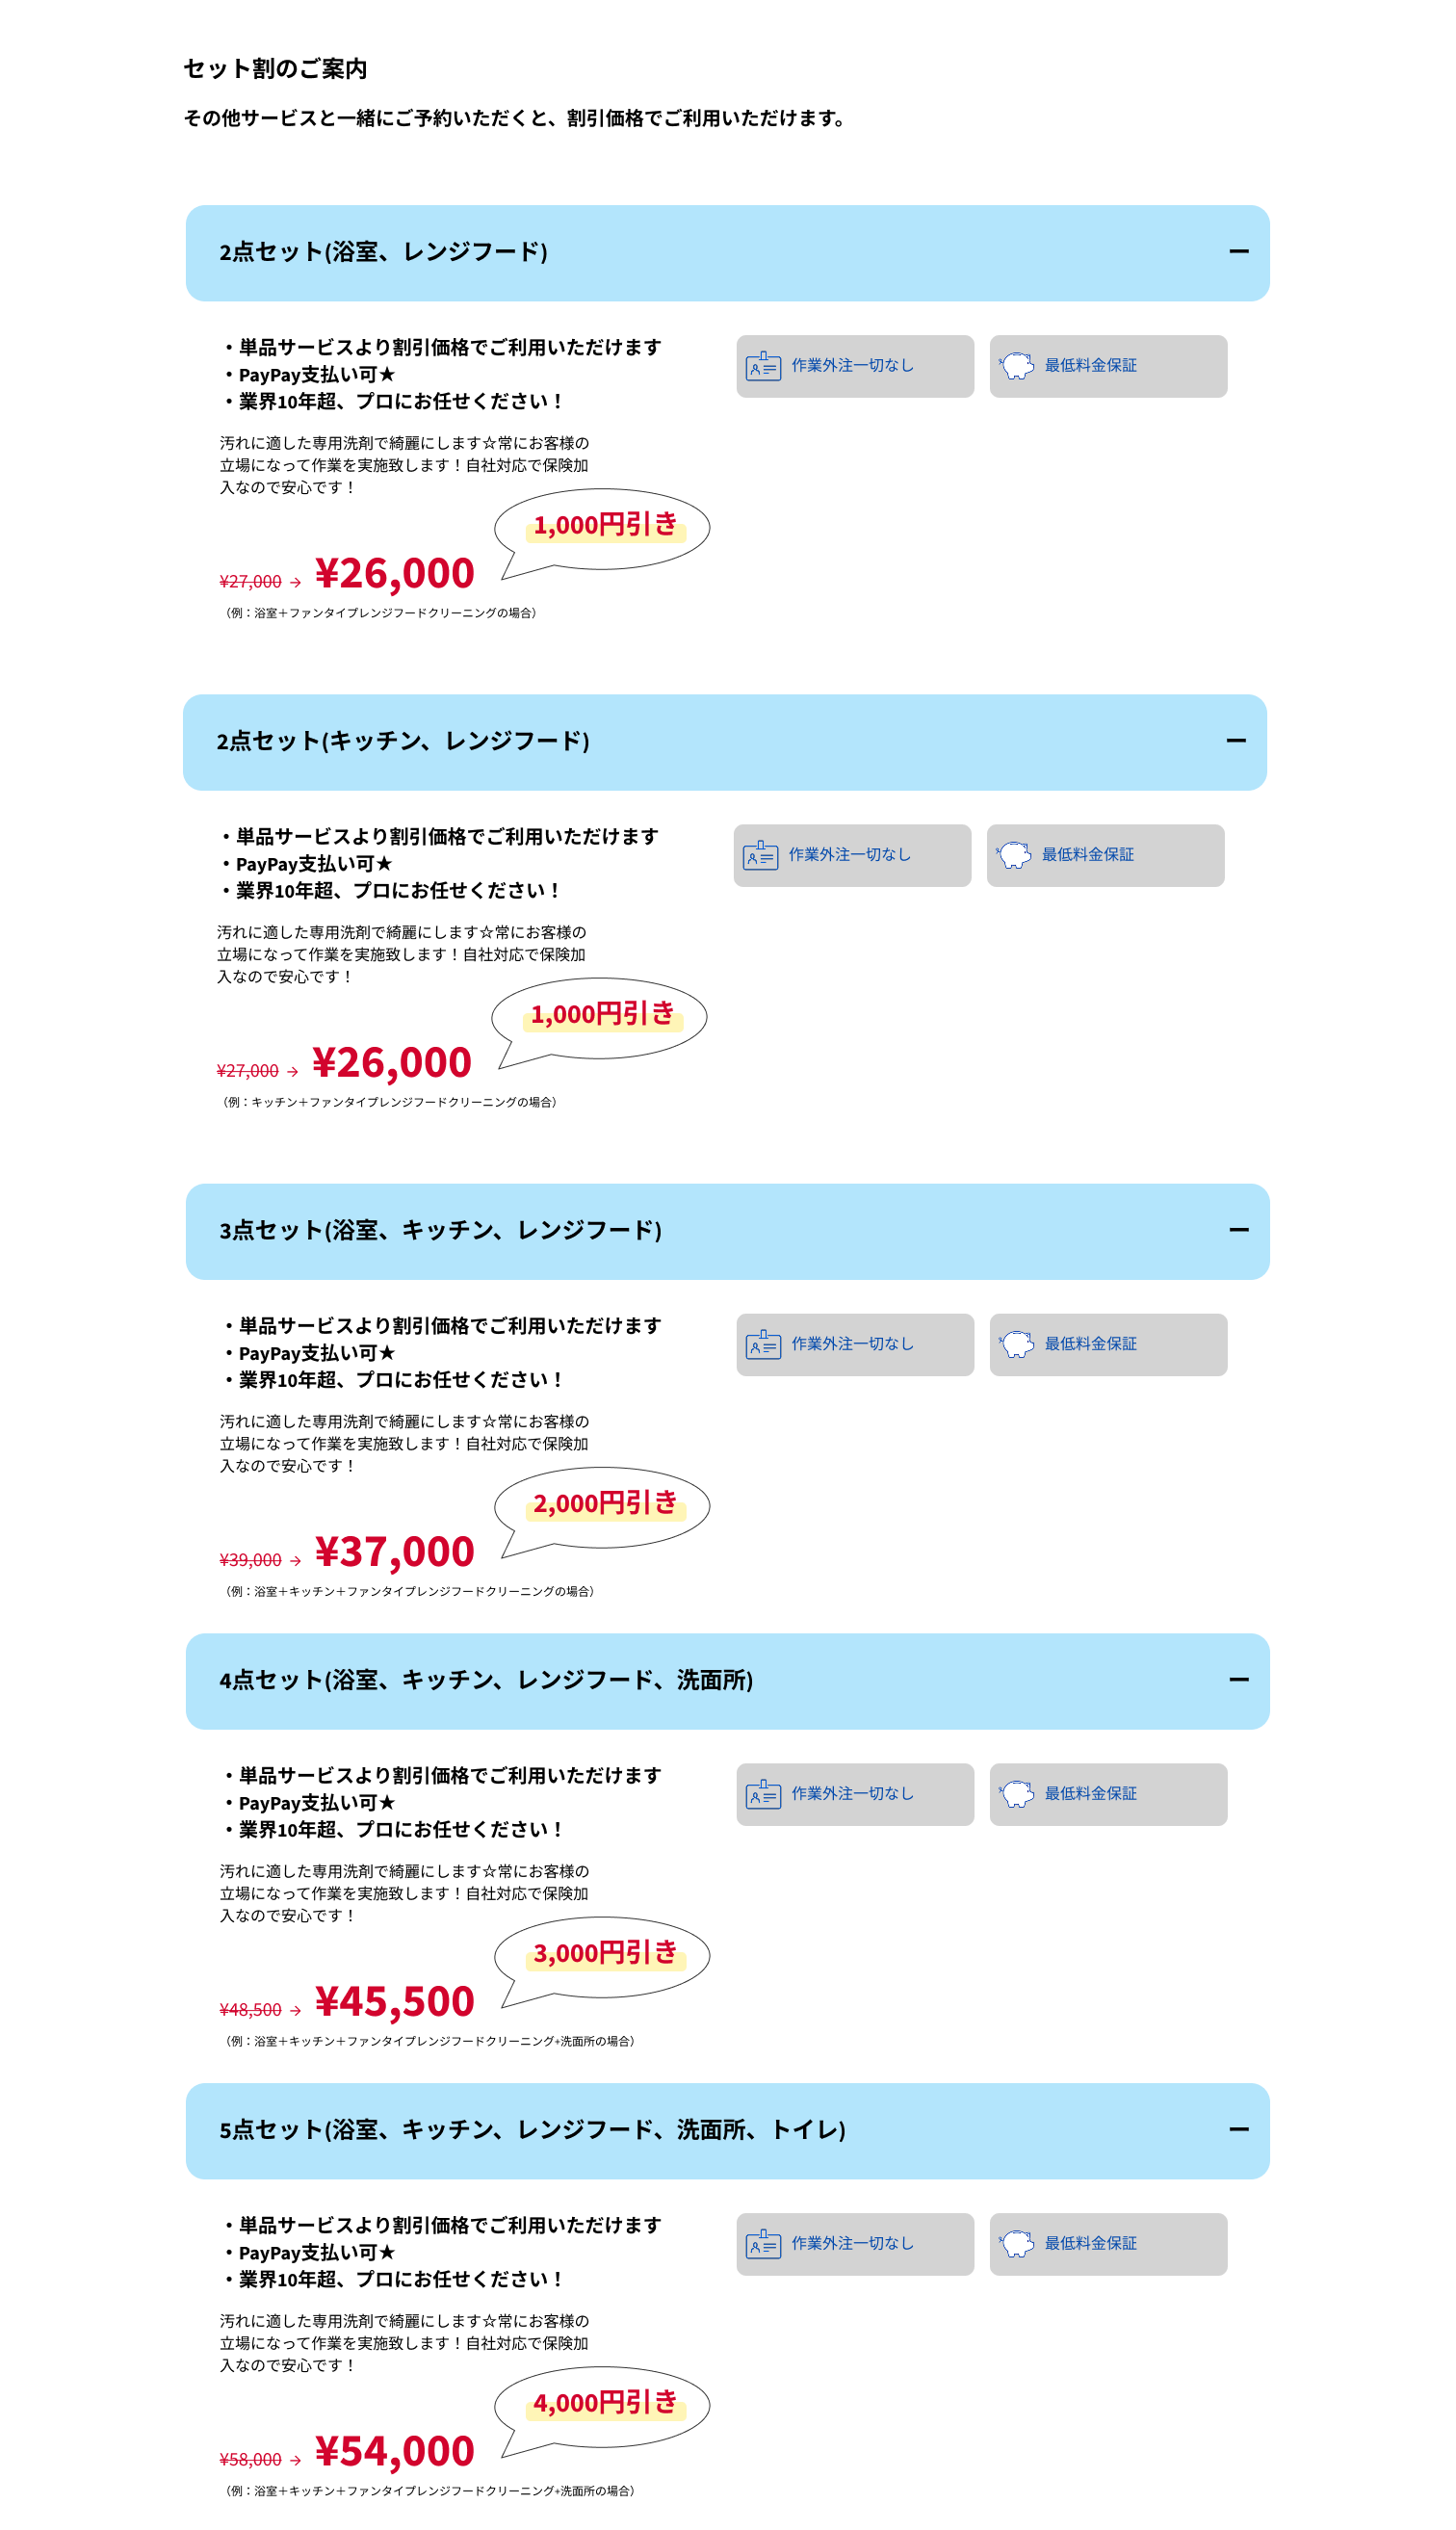 セット割のご案内
その他サービスと一緒にご予約いただくと、割引価格でご利用いただけます。
2点セット(浴室、レンジフード)
・単品サービスより割引価格でご利用いただけます
・PayPay支払い可★
・業界10年超、プロにお任せください！
作業外注一切なし
最低料金保証
汚れに適した専用洗剤で綺麗にします☆常にお客様の
立場になって作業を実施致します！自社対応で保険加
入なので安心です！
1,000円引き
¥27,000 → ¥26,000
（例：浴室＋ファンタイプレンジフードクリーニングの場合）
2点セット(キッチン、レンジフード)
・単品サービスより割引価格でご利用いただけます
・PayPay支払い可★
・業界10年超、プロにお任せください！
作業外注一切なし
最低料金保証
汚れに適した専用洗剤で綺麗にします☆常にお客様の
立場になって作業を実施致します！自社対応で保険加
入なので安心です！
1,000円引き
¥27,000 → ¥26,000
（例：キッチン＋ファンタイプレンジフードクリーニングの場合）
3点セット(浴室、キッチン、レンジフード)
・単品サービスより割引価格でご利用いただけます
・PayPay支払い可★
・業界10年超、プロにお任せください！
作業外注一切なし
最低料金保証
汚れに適した専用洗剤で綺麗にします☆常にお客様の
立場になって作業を実施致します！自社対応で保険加
入なので安心です！
2,000円引き
¥39,000 → ¥37,000
（例：浴室＋キッチン＋ファンタイプレンジフードクリーニングの場合）
4点セット(浴室、キッチン、レンジフード、洗面所)
・単品サービスより割引価格でご利用いただけます
・PayPay支払い可★
・業界10年超、プロにお任せください！
作業外注一切なし
最低料金保証
汚れに適した専用洗剤で綺麗にします☆常にお客様の
立場になって作業を実施致します！自社対応で保険加
入なので安心です！
3,000円引き
¥48,500 → ¥45,500
（例：浴室＋キッチン＋ファンタイプレンジフードクリーニング+洗面所の場合）
5点セット(浴室、キッチン、レンジフード、洗面所、トイレ)
・単品サービスより割引価格でご利用いただけます
・PayPay支払い可★
・業界10年超、プロにお任せください！
作業外注一切なし
最低料金保証
汚れに適した専用洗剤で綺麗にします☆常にお客様の
立場になって作業を実施致します！自社対応で保険加
入なので安心です！
4,000円引き
¥58,000 → ¥54,000
（例：浴室＋キッチン＋ファンタイプレンジフードクリーニング+洗面所の場合）